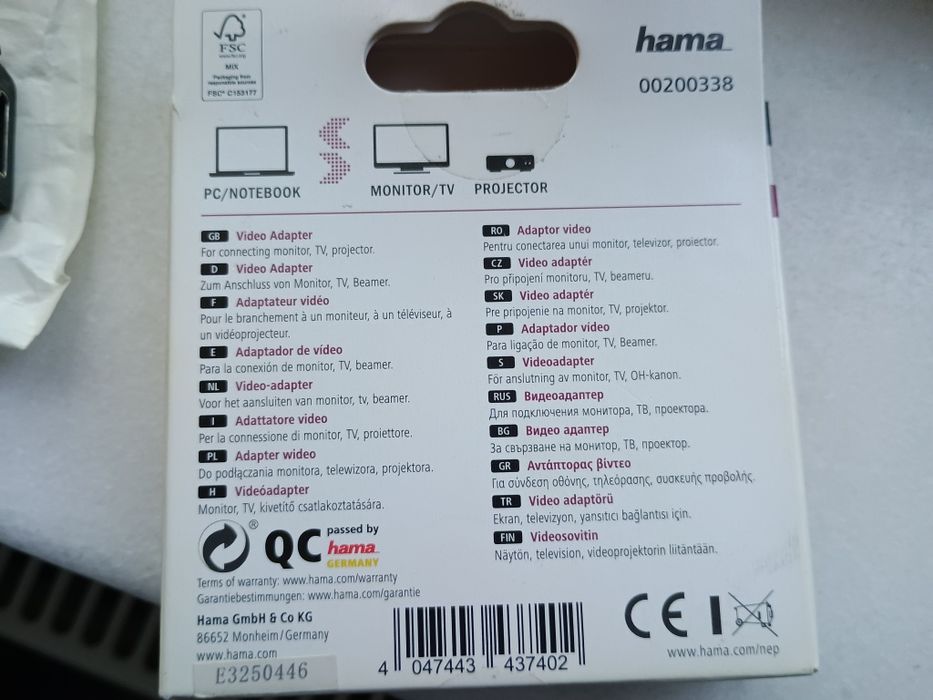 FSC
www.fsc.org
MIX
Packaging from
responsible sources
FSC® C153177
hama
00200338
PC/NOTEBOOK
MONITOR/TV
PROJECTOR
GB Video Adapter
For connecting monitor, TV, projector.
D Video Adapter
Zum Anschluss von Monitor, TV, Beamer.
F Adaptateur vidéo
Pour le branchement à un moniteur, à un téléviseur, à
un vidéoprojecteur.
E Adaptador de vídeo
Para la conexión de monitor, TV, beamer.
NL Video-adapter
Voor het aansluiten van monitor, tv, beamer.
I Adattatore video
Per la connessione di monitor, TV, proiettore.
PL Adapter wideo
Do podłączania monitora, telewizora, projektora.
H Videóadapter
Monitor, TV, kivetítő csatlakoztatására.
RO Adaptor video
Pentru conectarea unui monitor, televizor, proiector.
CZ Video adaptér
Pro připojení monitoru, TV, beameru.
SK Video adaptér
Pre pripojenie na monitor, TV, projektor.
P Adaptador vídeo
Para ligação de monitor, TV, Beamer.
S Videoadapter
För anslutning av monitor, TV, OH-kanon.
RUS Видеоадаптер
Для подключения монитора, ТВ, проектора.
BG Видео адаптер
За свързване на монитор, ТВ, проектор.
GR Αντάπτορας βίντεο
Για σύνδεση οθόνης, τηλεόρασης, συσκευής προβολής.
TR Video adaptörü
Ekran, televizyon, yansıtıcı bağlantısı için.
FIN Videosovitin
Näytön, television, videoprojektorin liitäntään.
®
QC passed by
hama
GERMANY
Terms of warranty: www.hama.com/warranty
Garantiebestimmungen: www.hama.com/garantie
Hama GmbH & Co KG
86652 Monheim/Germany
www.hama.com
E3250446
4 047443 437402
CE
www.hama.com/nep